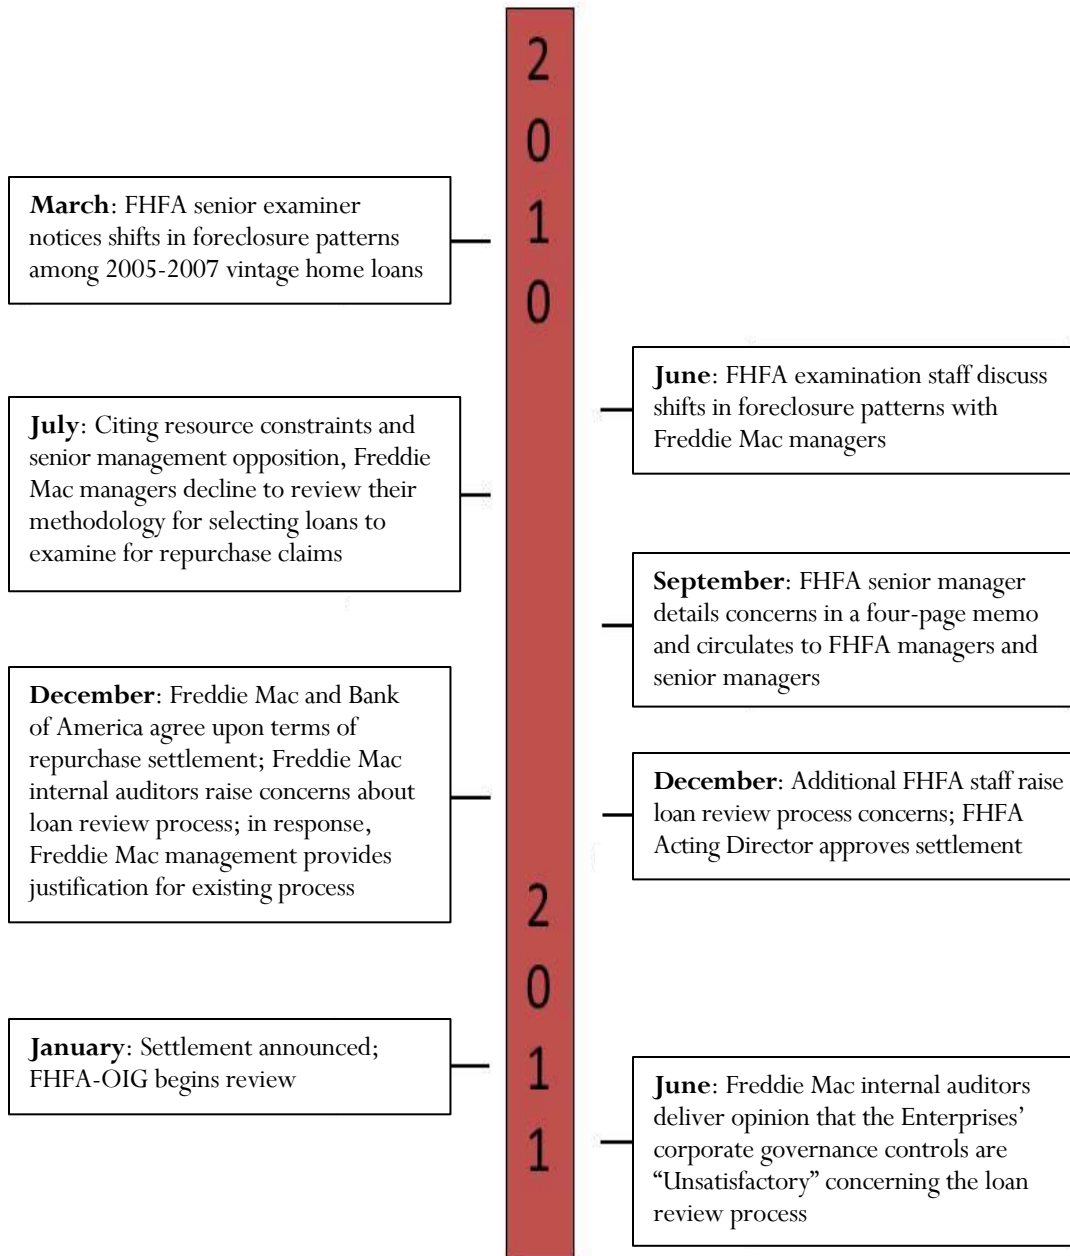 2
0
1
0
March: FHFA senior examiner
notices shifts in foreclosure patterns
among 2005-2007 vintage home loans
June: FHFA examination staff discuss
shifts in foreclosure patterns with
Freddie Mac managers
July: Citing resource constraints and
senior management opposition, Freddie
Mac managers decline to review their
methodology for selecting loans to
examine for repurchase claims
September: FHFA senior manager
details concerns in a four-page memo
and circulates to FHFA managers and
senior managers
December: Freddie Mac and Bank
of America agree upon terms of
repurchase settlement; Freddie Mac
internal auditors raise concerns about
loan review process; in response,
Freddie Mac management provides
justification for existing process
December: Additional FHFA staff raise
loan review process concerns; FHFA
Acting Director approves settlement
2
0
1
1
January: Settlement announced;
FHFA-OIG begins review
June: Freddie Mac internal auditors
deliver opinion that the Enterprises’
corporate governance controls are
“Unsatisfactory” concerning the loan
review process